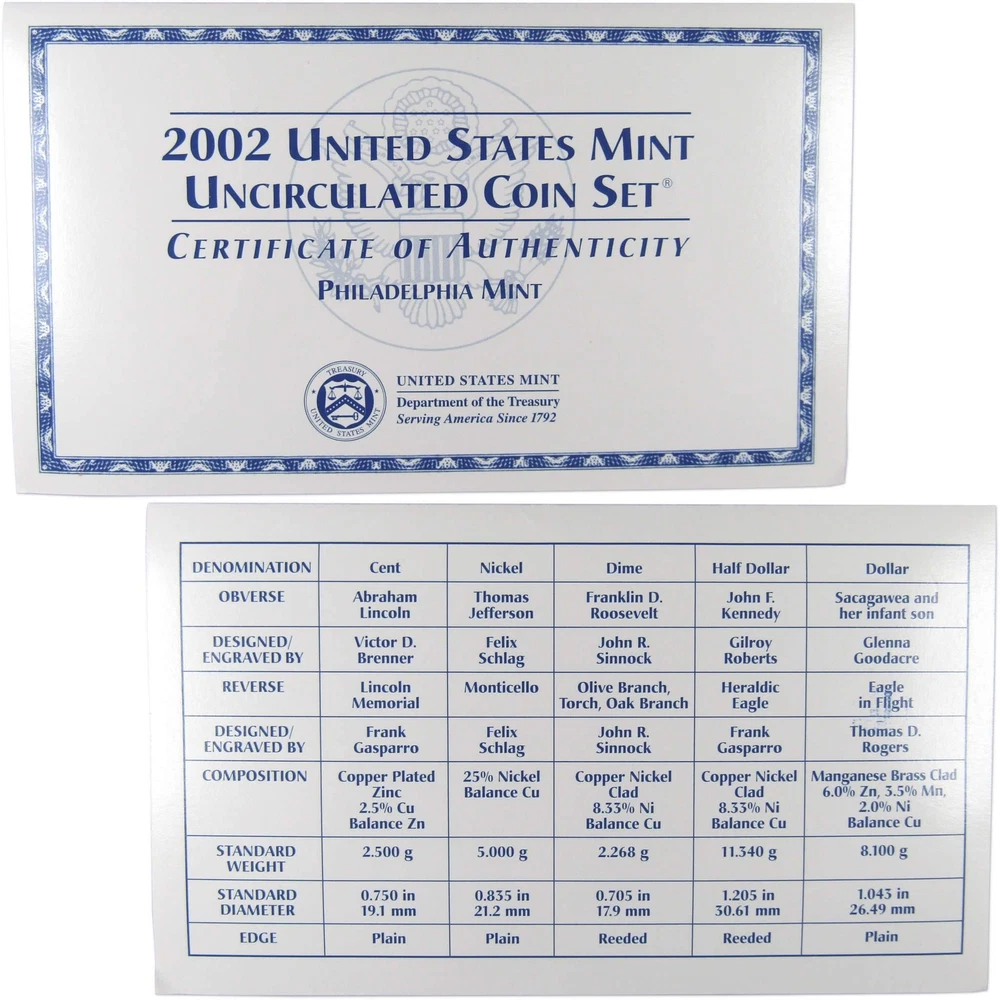 2002 UNITED STATES MINT
UNCIRCULATED COIN SET®
CERTIFICATE OF AUTHENTICITY
PHILADELPHIA MINT
TREASURY
UNITED STATES MINT
UNITED STATES MINT
Department of the Treasury
Serving America Since 1792
DENOMINATION Cent Nickel Dime Half Dollar Dollar
OBVERSE Abraham Thomas Franklin D. John F. Sacagawea and
Lincoln Jefferson Roosevelt Kennedy her infant son
DESIGNED/ Victor D. Felix John R. Gilroy Glenna
ENGRAVED BY Brenner Schlag Sinnock Roberts Goodacre
REVERSE Lincoln Monticello Olive Branch, Heraldic Eagle
Memorial Torch, Oak Branch Eagle in Flight
DESIGNED/ Frank Felix John R. Frank Thomas D.
ENGRAVED BY Gasparro Schlag Sinnock Gasparro Rogers
COMPOSITION Copper Plated 25% Nickel Copper Nickel Copper Nickel Manganese Brass Clad
Zinc Balance Cu Clad Clad 6.0% Zn, 3.5% Mn,
2.5% Cu 8.33% Ni 8.33% Ni 2.0% Ni
Balance Zn Balance Cu Balance Cu Balance Cu
STANDARD 2.500 g 5.000 g 2.268 g 11.340 g 8.100 g
WEIGHT
STANDARD 0.750 in 0.835 in 0.705 in 1.205 in 1.043 in
DIAMETER 19.1 mm 21.2 mm 17.9 mm 30.61 mm 26.49 mm
EDGE Plain Plain Reeded Reeded Plain